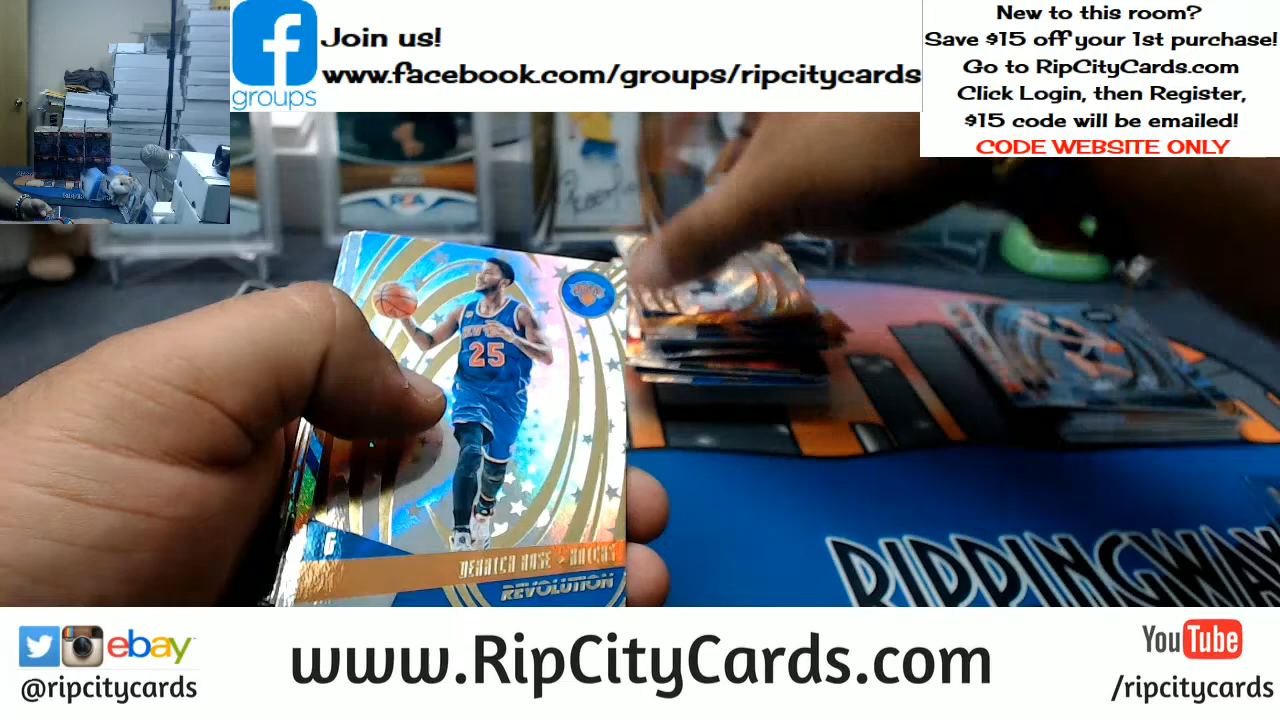 groups
Join us!
www.facebook.com/groups/ripcitycards
New to this room?
Save $15 off your 1st purchase!
Go to RipCityCards.com
Click Login, then Register,
$15 code will be emailed!
CODE WEBSITE ONLY
25
G
DERRICK ROSE • KNICKS
REVOLUTION
RIPPINGWA
ebay
@ripcitycards
www.RipCityCards.com
YouTube
/ripcitycards